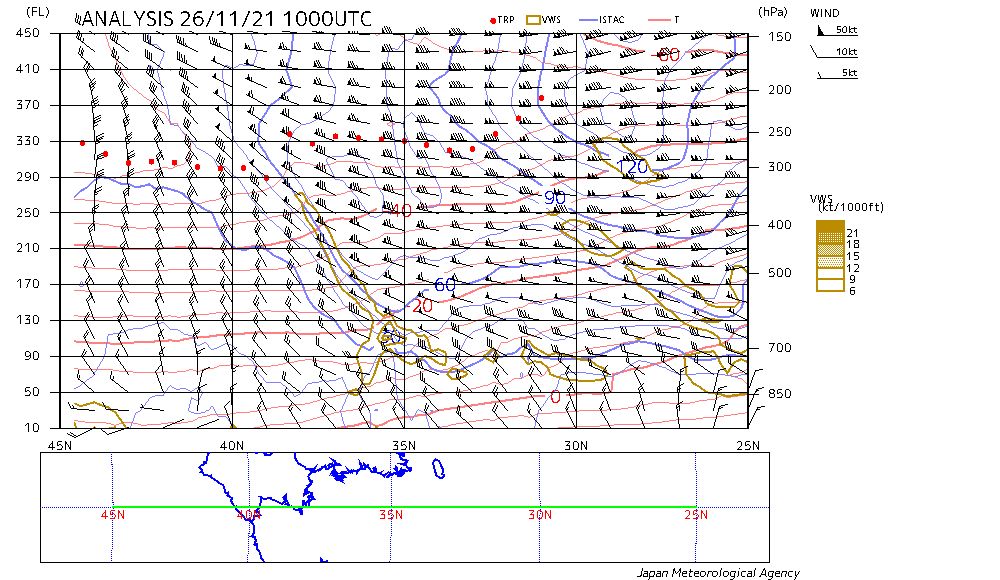 (FL) ANALYSIS 26/11/21 1000UTC TRP VWS ISTAC T (hPa) WIND
450 150 50kt
410 10kt
5kt
370 200
330 250
290 300
250 400
210
170 500
130
90 700
50 850
10
-60
120
90
-40
60
-20
60
0
VWS
(kt/1000ft)
21
18
15
12
9
6
45N 40N 35N 30N 25N
45N 40N 35N 30N 25N
Japan Meteorological Agency